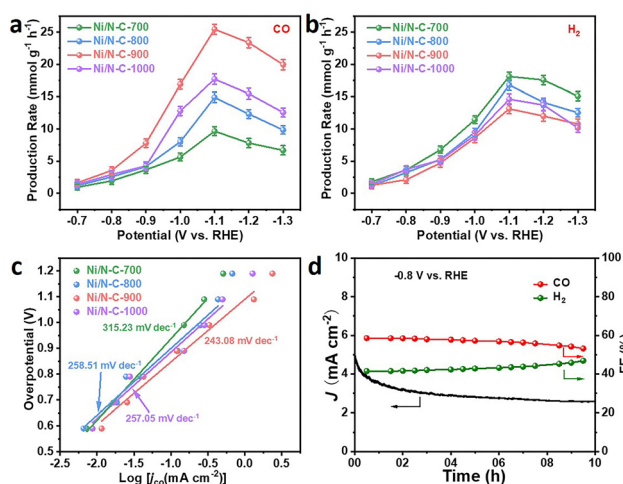 a
CO
Ni/N-C-700
Ni/N-C-800
Ni/N-C-900
Ni/N-C-1000
Production Rate (mmol g⁻¹ h⁻¹)
25
20
15
10
5
0
-0.7 -0.8 -0.9 -1.0 -1.1 -1.2 -1.3
Potential (V vs. RHE)
b
H₂
Ni/N-C-700
Ni/N-C-800
Ni/N-C-900
Ni/N-C-1000
Production Rate (mmol g⁻¹ h⁻¹)
25
20
15
10
5
0
-0.7 -0.8 -0.9 -1.0 -1.1 -1.2 -1.3
Potential (V vs. RHE)
c
Ni/N-C-700
Ni/N-C-800
Ni/N-C-900
Ni/N-C-1000
315.23 mV dec⁻¹
243.08 mV dec⁻¹
258.51 mV dec⁻¹
257.05 mV dec⁻¹
Overpotential (V)
1.2
1.1
1.0
0.9
0.8
0.7
0.6
0.5
-2.5 -2.0 -1.5 -1.0 -0.5 0.0 0.5
Log [j_CO(mA cm⁻²)]
d
-0.8 V vs. RHE
CO
H₂
J (mA cm⁻²)
10
8
6
4
2
0
100
80
60
40
20
0
0 02 04 06 08 10
Time (h)